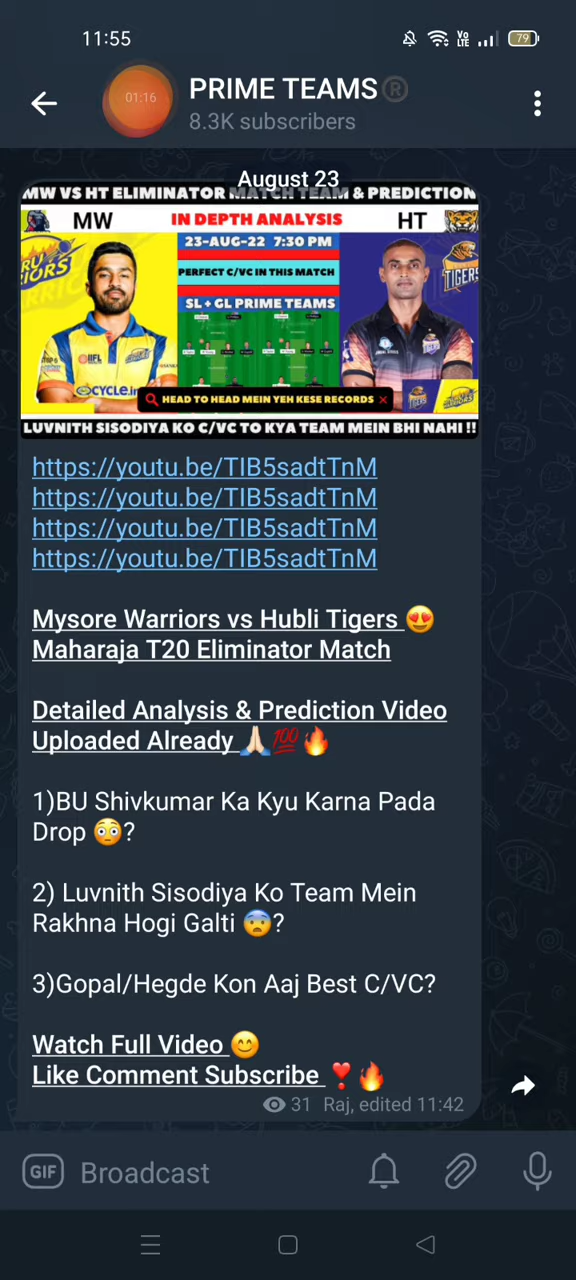 11:55
Vo
LTE
79
01:16
PRIME TEAMS®
8.3K subscribers
August 23
MW VS HT ELIMINATOR MATCH TEAM & PREDICTION
MW
IN DEPTH ANALYSIS
HT
23-AUG-22 7:30 PM
PERFECT C/VC IN THIS MATCH
SL + GL PRIME TEAMS
TIGERS
IIFL
CYCLE.in
HEAD TO HEAD MEIN YEH KESE RECORDS
LUVNITH SISODIYA KO C/VC TO KYA TEAM MEIN BHI NAHI !!
https://youtu.be/TIB5sadtTnM
https://youtu.be/TIB5sadtTnM
https://youtu.be/TIB5sadtTnM
https://youtu.be/TIB5sadtTnM
Mysore Warriors vs Hubli Tigers 😍
Maharaja T20 Eliminator Match
Detailed Analysis & Prediction Video
Uploaded Already 🙏🏻💯🔥
1)BU Shivkumar Ka Kyu Karna Pada
Drop 😳?
2) Luvnith Sisodiya Ko Team Mein
Rakhna Hogi Galti 😨?
3)Gopal/Hegde Kon Aaj Best C/VC?
Watch Full Video 😊
Like Comment Subscribe ❣️🔥
31 Raj, edited 11:42
GIF Broadcast